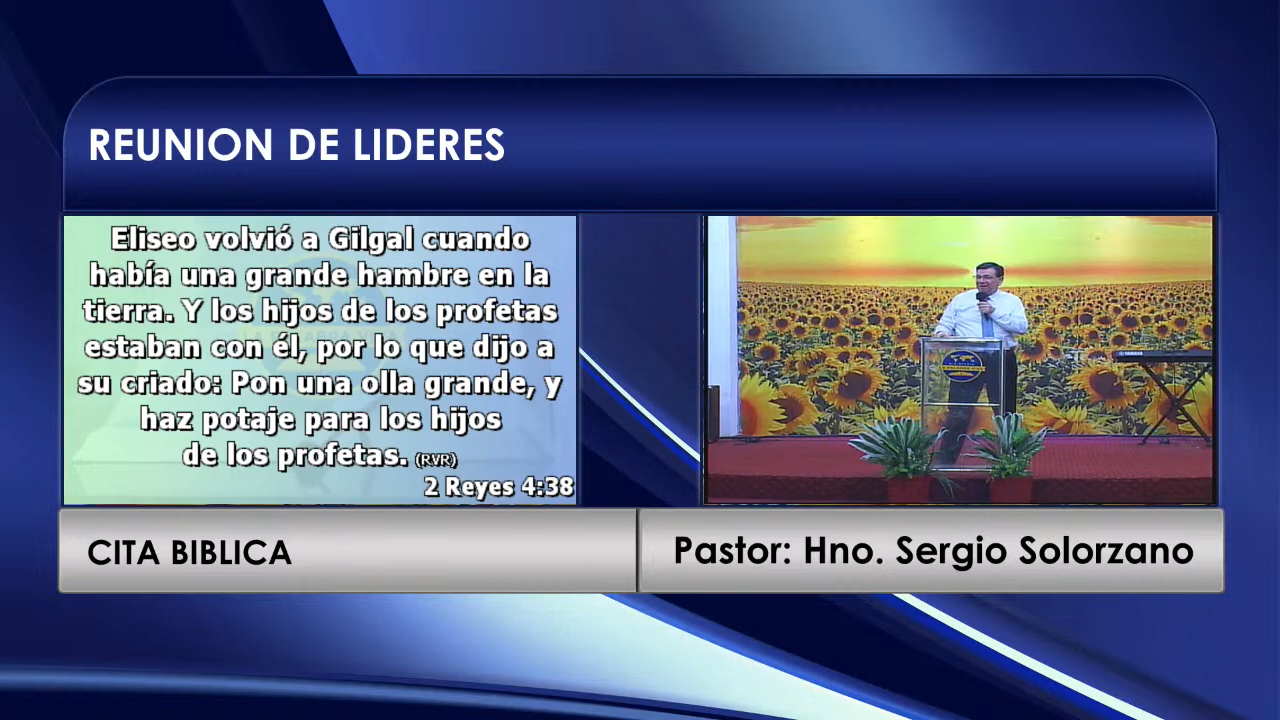 REUNION DE LIDERES
Eliseo volvió a Gilgal cuando
había una grande hambre en la
tierra. Y los hijos de los profetas
estaban con él, por lo que dijo a
su criado: Pon una olla grande, y
haz potaje para los hijos
de los profetas. (RVR)
2 Reyes 4:38
YAMAHA
CITA BIBLICA
Pastor: Hno. Sergio Solorzano